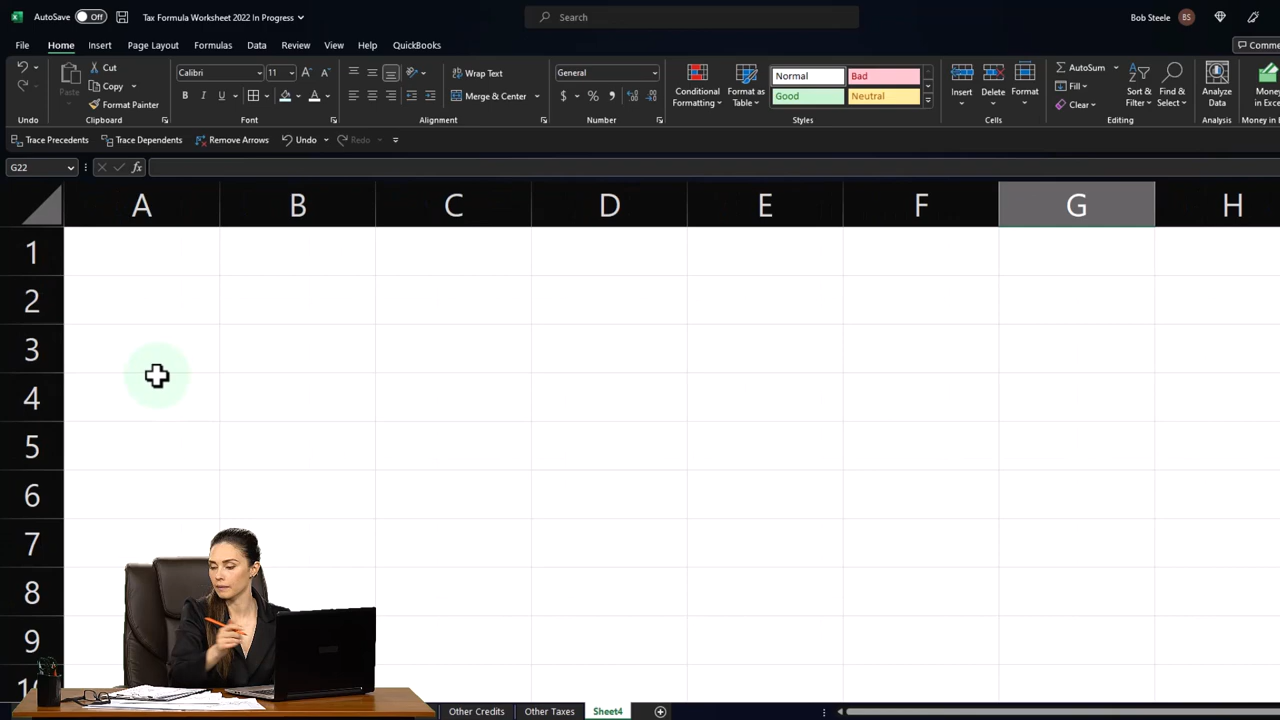 AutoSave Off Tax Formula Worksheet 2022 In Progress Search Bob Steele BS
File Home Insert Page Layout Formulas Data Review View Help QuickBooks Comme
Cut Copy Format Painter Paste Clipboard
Undo
Calibri 11 A A B I U A Font
Wrap Text Merge & Center Alignment
General $ % Number
Conditional Formatting Format as Table Normal Bad Good Neutral Styles
Insert Delete Format Cells
AutoSum Fill Clear Sort & Filter Find & Select Editing
Analyze Data Analysis
Money in Excel Money in E
Trace Precedents Trace Dependents Remove Arrows Undo Redo
G22 fx
A B C D E F G H
1
2
3
4
5
6
7
8
9
Other Credits Other Taxes Sheet4